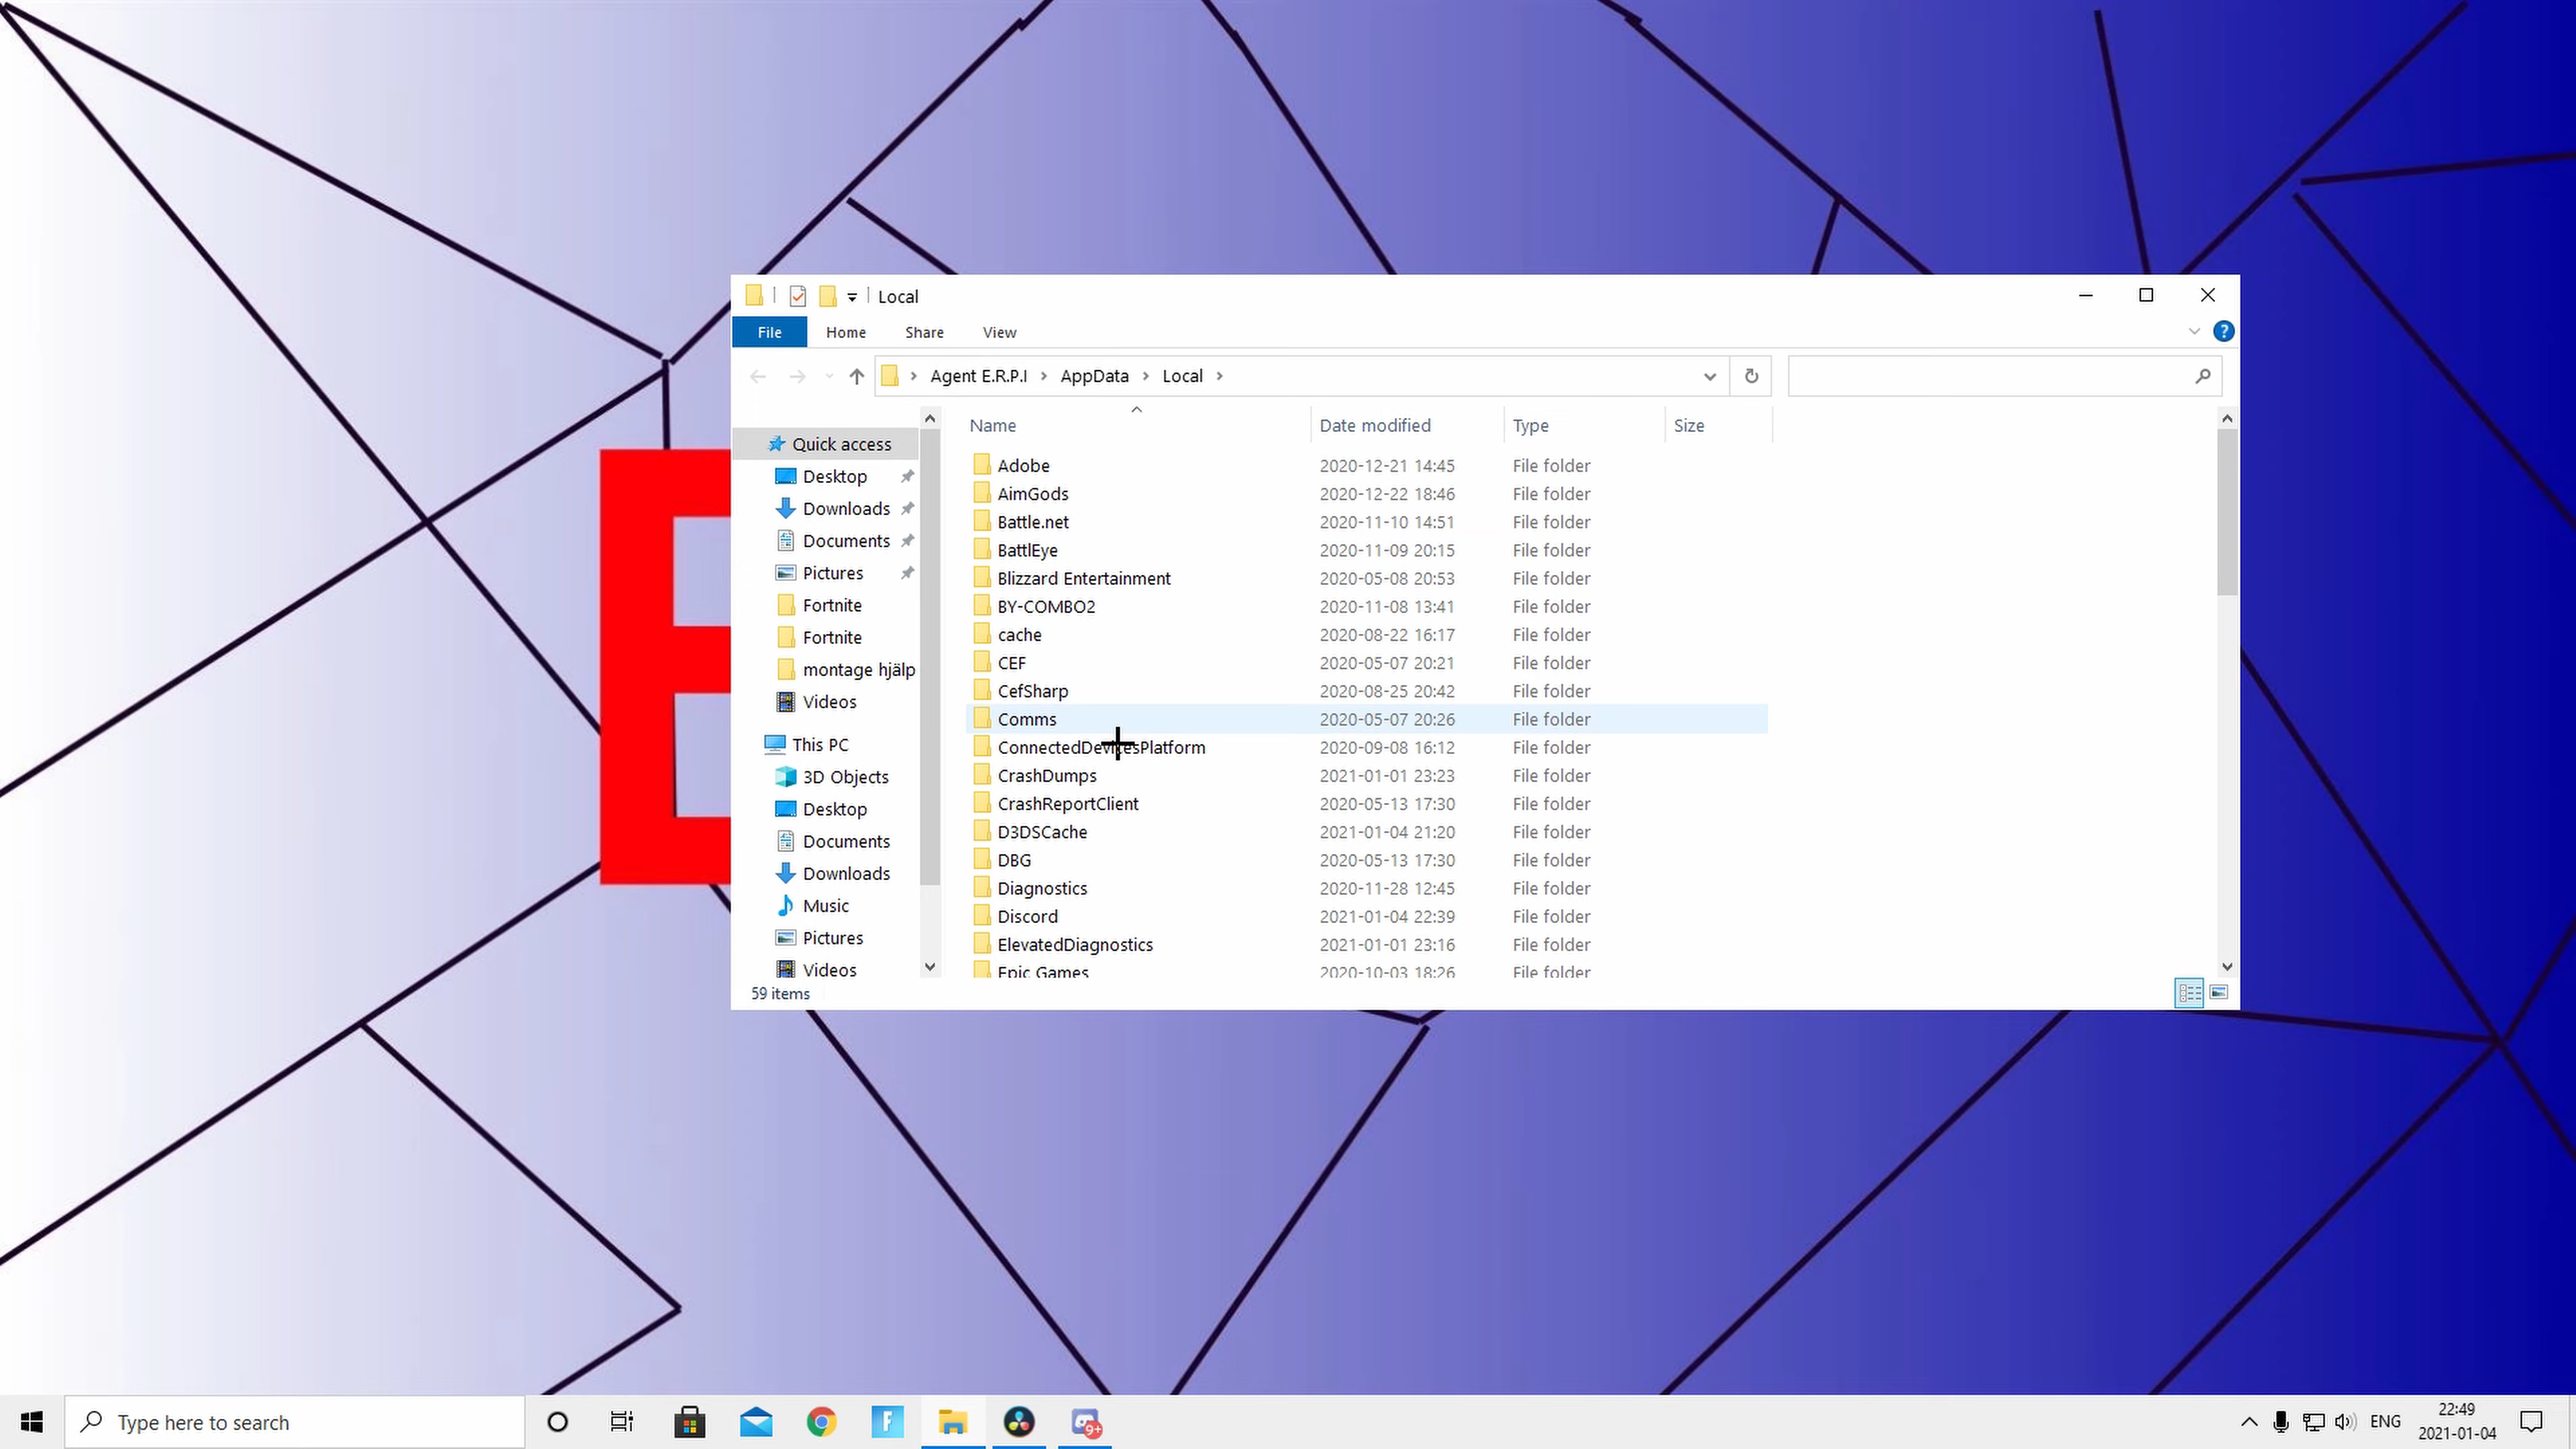 Local
File Home Share View
Agent E.R.P.I AppData Local
Name Date modified Type Size
Quick access
Desktop
Downloads
Documents
Pictures
Fortnite
Fortnite
montage hjälp
Videos
This PC
3D Objects
Desktop
Documents
Downloads
Music
Pictures
Videos
Adobe 2020-12-21 14:45 File folder
AimGods 2020-12-22 18:46 File folder
Battle.net 2020-11-10 14:51 File folder
BattlEye 2020-11-09 20:15 File folder
Blizzard Entertainment 2020-05-08 20:53 File folder
BY-COMBO2 2020-11-08 13:41 File folder
cache 2020-08-22 16:17 File folder
CEF 2020-05-07 20:21 File folder
CefSharp 2020-08-25 20:42 File folder
Comms 2020-05-07 20:26 File folder
ConnectedDevicesPlatform 2020-09-08 16:12 File folder
CrashDumps 2021-01-01 23:23 File folder
CrashReportClient 2020-05-13 17:30 File folder
D3DSCache 2021-01-04 21:20 File folder
DBG 2020-05-13 17:30 File folder
Diagnostics 2020-11-28 12:45 File folder
Discord 2021-01-04 22:39 File folder
ElevatedDiagnostics 2021-01-01 23:16 File folder
Epic Games 2020-10-03 18:26 File folder
59 items
E
Type here to search
F
9+
ENG
22:49
2021-01-04